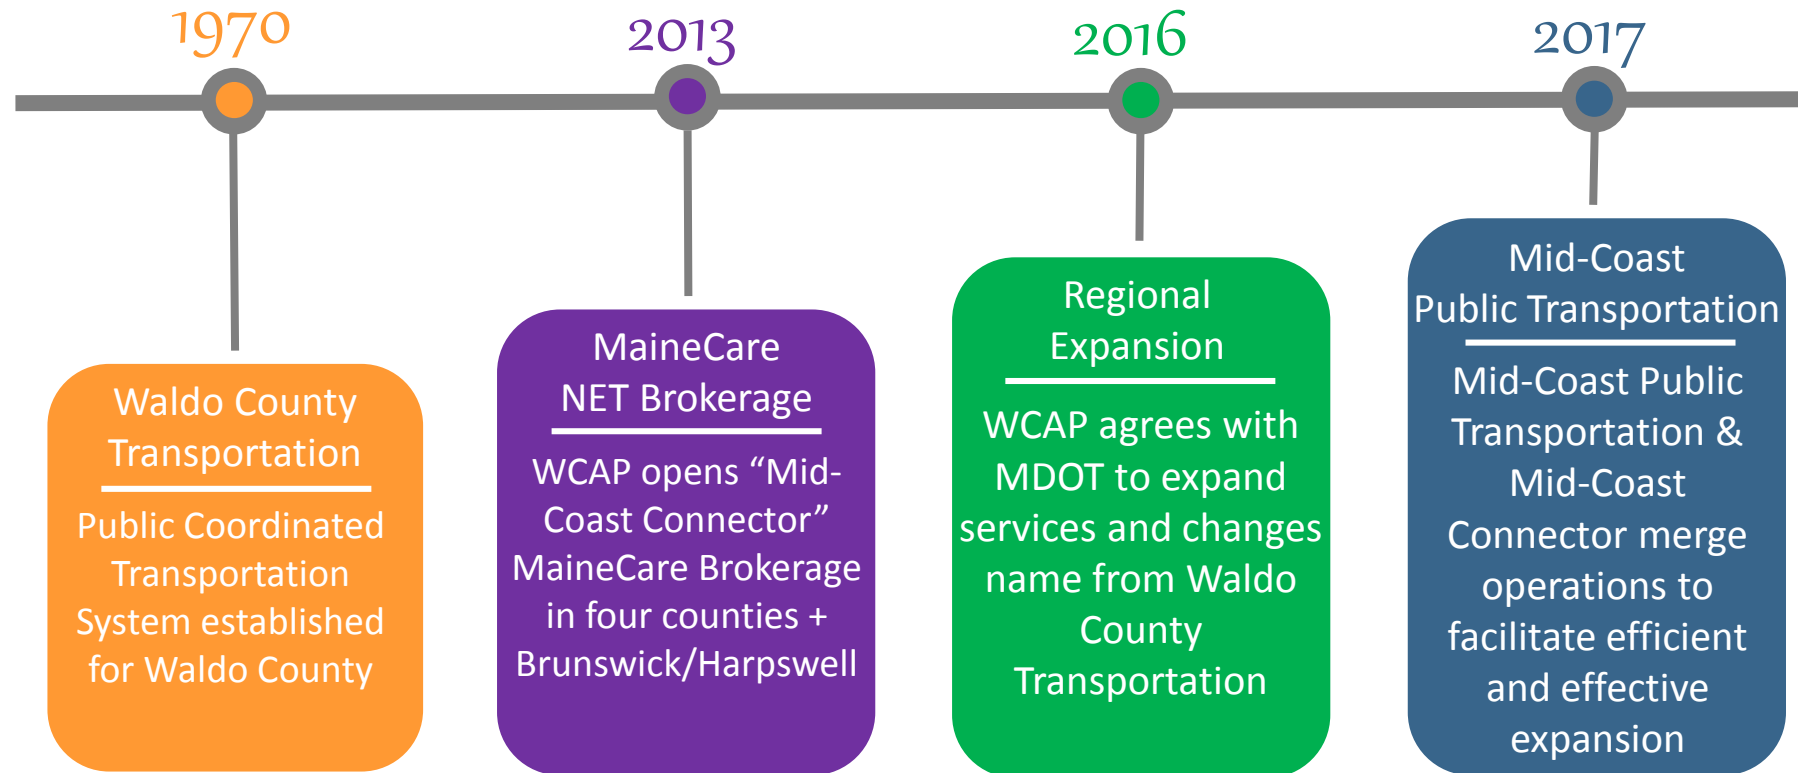 1970
Waldo County
Transportation
Public Coordinated
Transportation
System established
for Waldo County
2013
MaineCare
NET Brokerage
WCAP opens “Mid-
Coast Connector”
MaineCare Brokerage
in four counties +
Brunswick/Harpswell
2016
Regional
Expansion
WCAP agrees with
MDOT to expand
services and changes
name from Waldo
County
Transportation
2017
Mid-Coast
Public Transportation
Mid-Coast Public
Transportation &
Mid-Coast
Connector merge
operations to
facilitate efficient
and effective
expansion